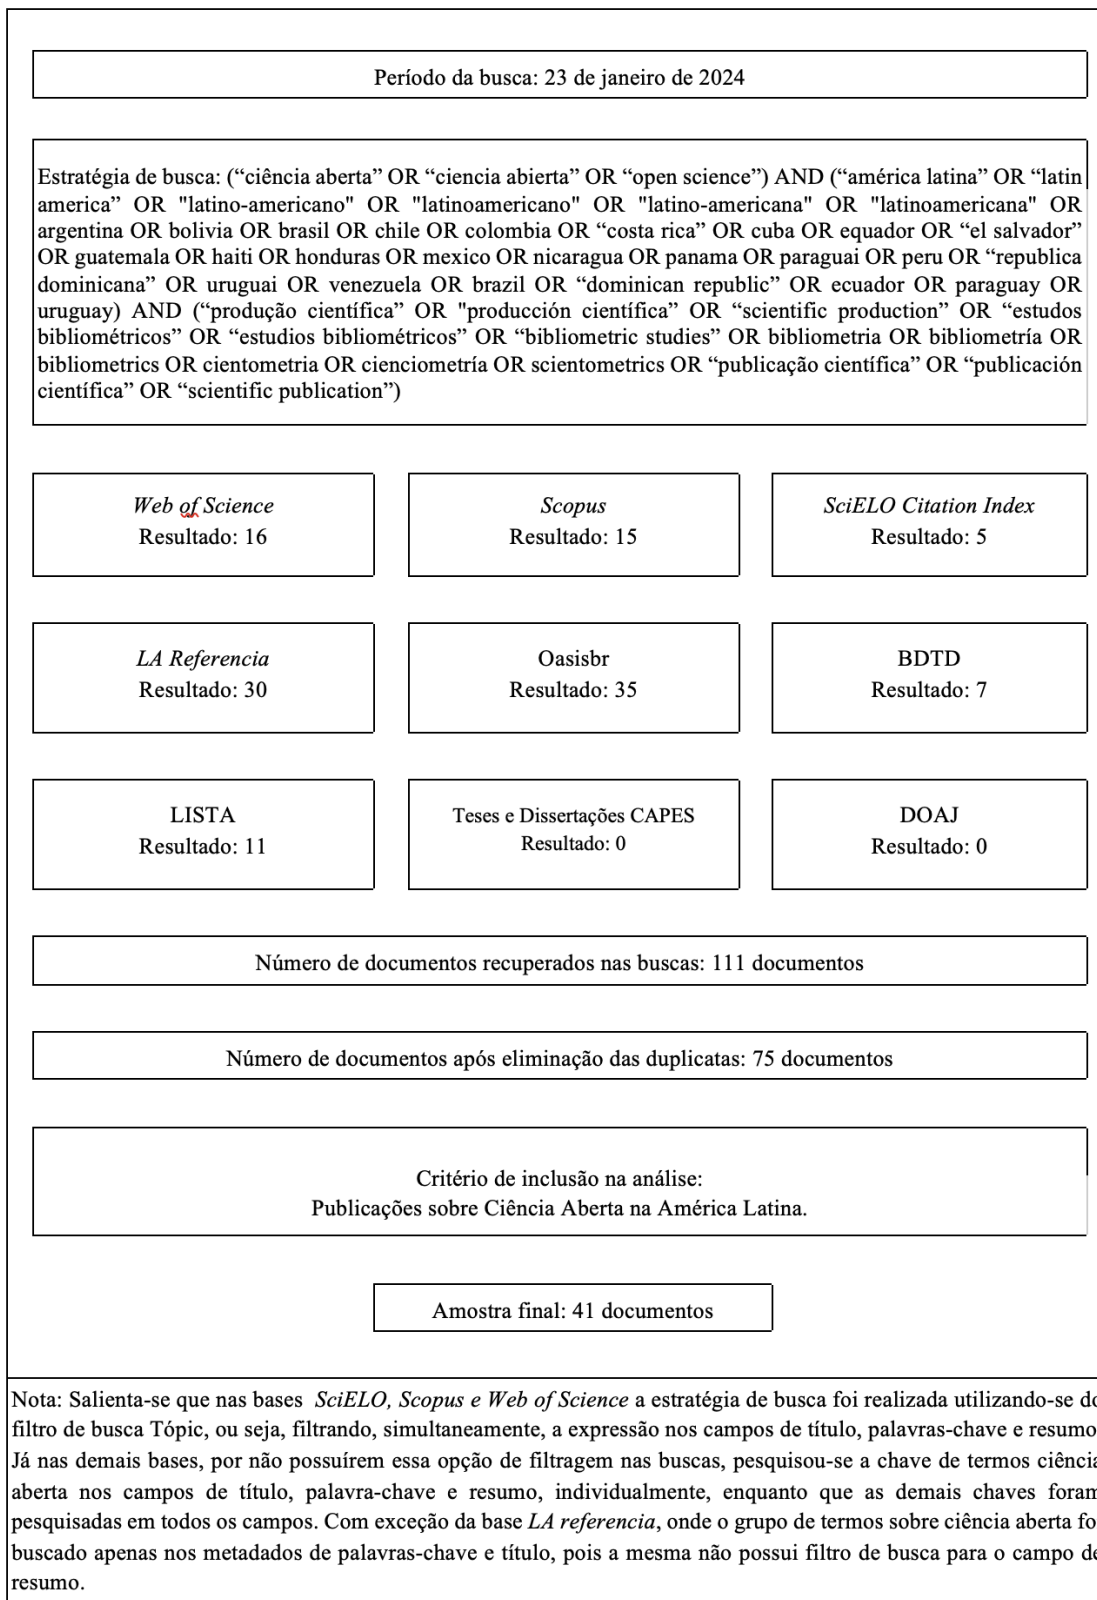 Período da busca: 23 de janeiro de 2024
Estratégia de busca: (“ciência aberta” OR “ciencia abierta” OR “open science”) AND (“américa latina” OR “latin
america” OR "latino-americano" OR "latinoamericano" OR "latino-americana" OR "latinoamericana" OR
argentina OR bolivia OR brasil OR chile OR colombia OR “costa rica” OR cuba OR equador OR “el salvador”
OR guatemala OR haiti OR honduras OR mexico OR nicaragua OR panama OR paraguai OR peru OR “republica
dominicana” OR uruguai OR venezuela OR brazil OR “dominican republic” OR ecuador OR paraguay OR
uruguay) AND (“produção científica” OR "producción científica” OR “scientific production” OR “estudos
bibliométricos” OR “estudios bibliométricos” OR “bibliometric studies” OR bibliometria OR bibliometría OR
bibliometrics OR cientometria OR cienciometría OR scientometrics OR “publicação científica” OR “publicación
científica” OR “scientific publication”)
Web of Science
Resultado: 16
Scopus
Resultado: 15
SciELO Citation Index
Resultado: 5
LA Referencia
Resultado: 30
Oasisbr
Resultado: 35
BDTD
Resultado: 7
LISTA
Resultado: 11
Teses e Dissertações CAPES
Resultado: 0
DOAJ
Resultado: 0
Número de documentos recuperados nas buscas: 111 documentos
Número de documentos após eliminação das duplicatas: 75 documentos
Critério de inclusão na análise:
Publicações sobre Ciência Aberta na América Latina.
Amostra final: 41 documentos
Nota: Salienta-se que nas bases SciELO, Scopus e Web of Science a estratégia de busca foi realizada utilizando-se do
filtro de busca Tópic, ou seja, filtrando, simultaneamente, a expressão nos campos de título, palavras-chave e resumo
Já nas demais bases, por não possuírem essa opção de filtragem nas buscas, pesquisou-se a chave de termos ciência
aberta nos campos de título, palavra-chave e resumo, individualmente, enquanto que as demais chaves foram
pesquisadas em todos os campos. Com exceção da base LA referencia, onde o grupo de termos sobre ciência aberta fo
buscado apenas nos metadados de palavras-chave e título, pois a mesma não possui filtro de busca para o campo de
resumo.